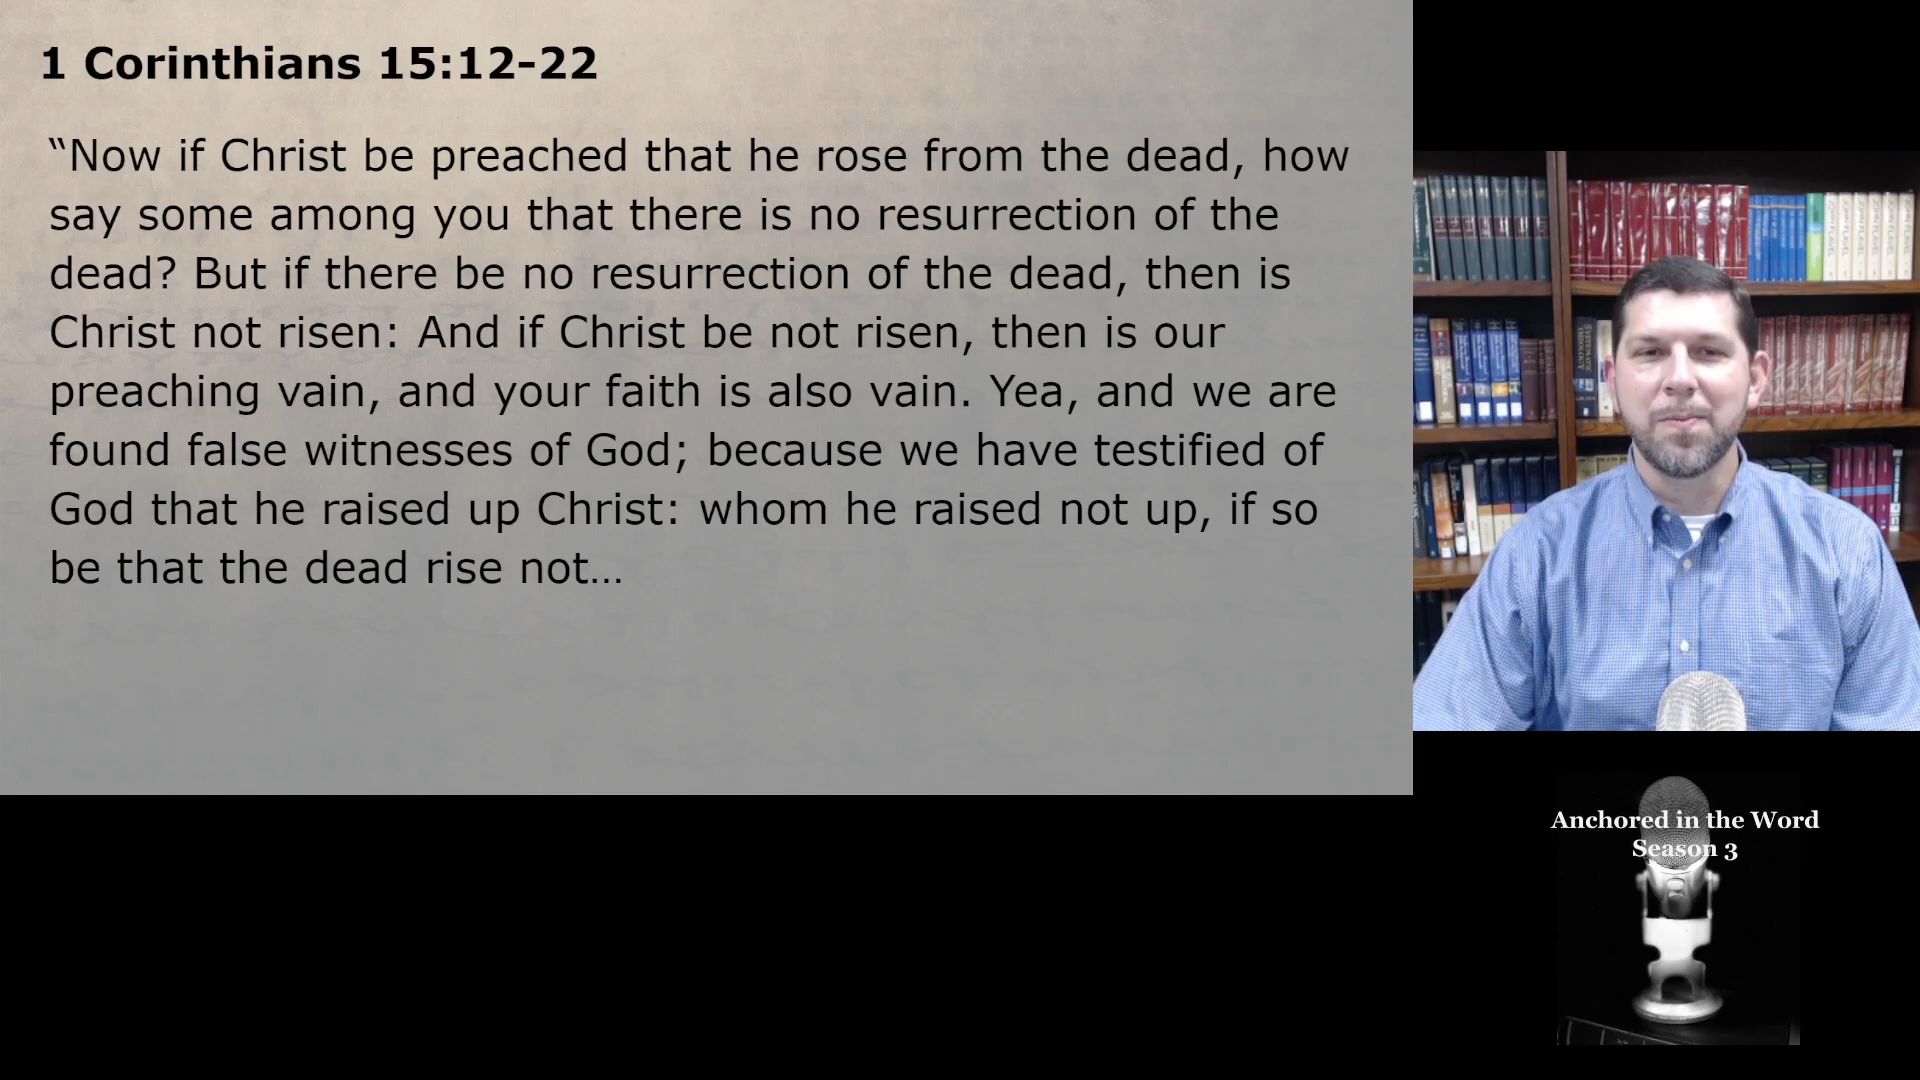 1 Corinthians 15:12-22
“Now if Christ be preached that he rose from the dead, how
say some among you that there is no resurrection of the
dead? But if there be no resurrection of the dead, then is
Christ not risen: And if Christ be not risen, then is our
preaching vain, and your faith is also vain. Yea, and we are
found false witnesses of God; because we have testified of
God that he raised up Christ: whom he raised not up, if so
be that the dead rise not…
Anchored in the Word
Season 3